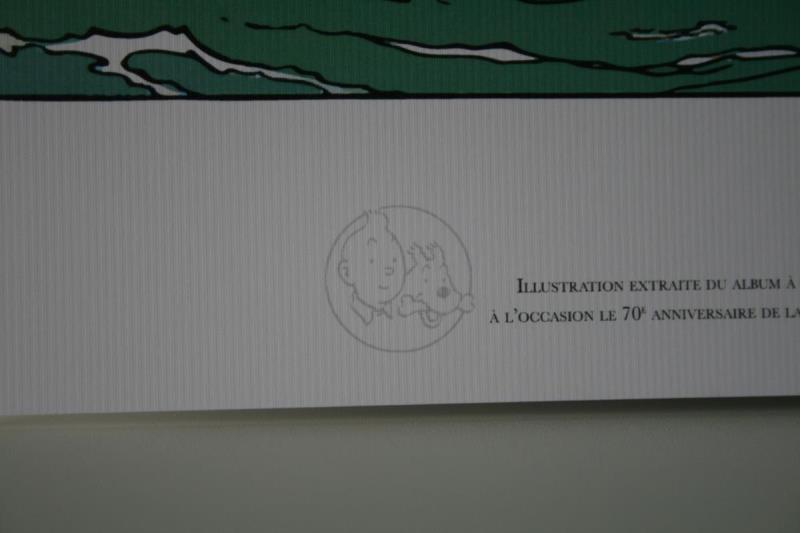 Illustration extraite du album à
à l'occasion le 70e anniversaire de la